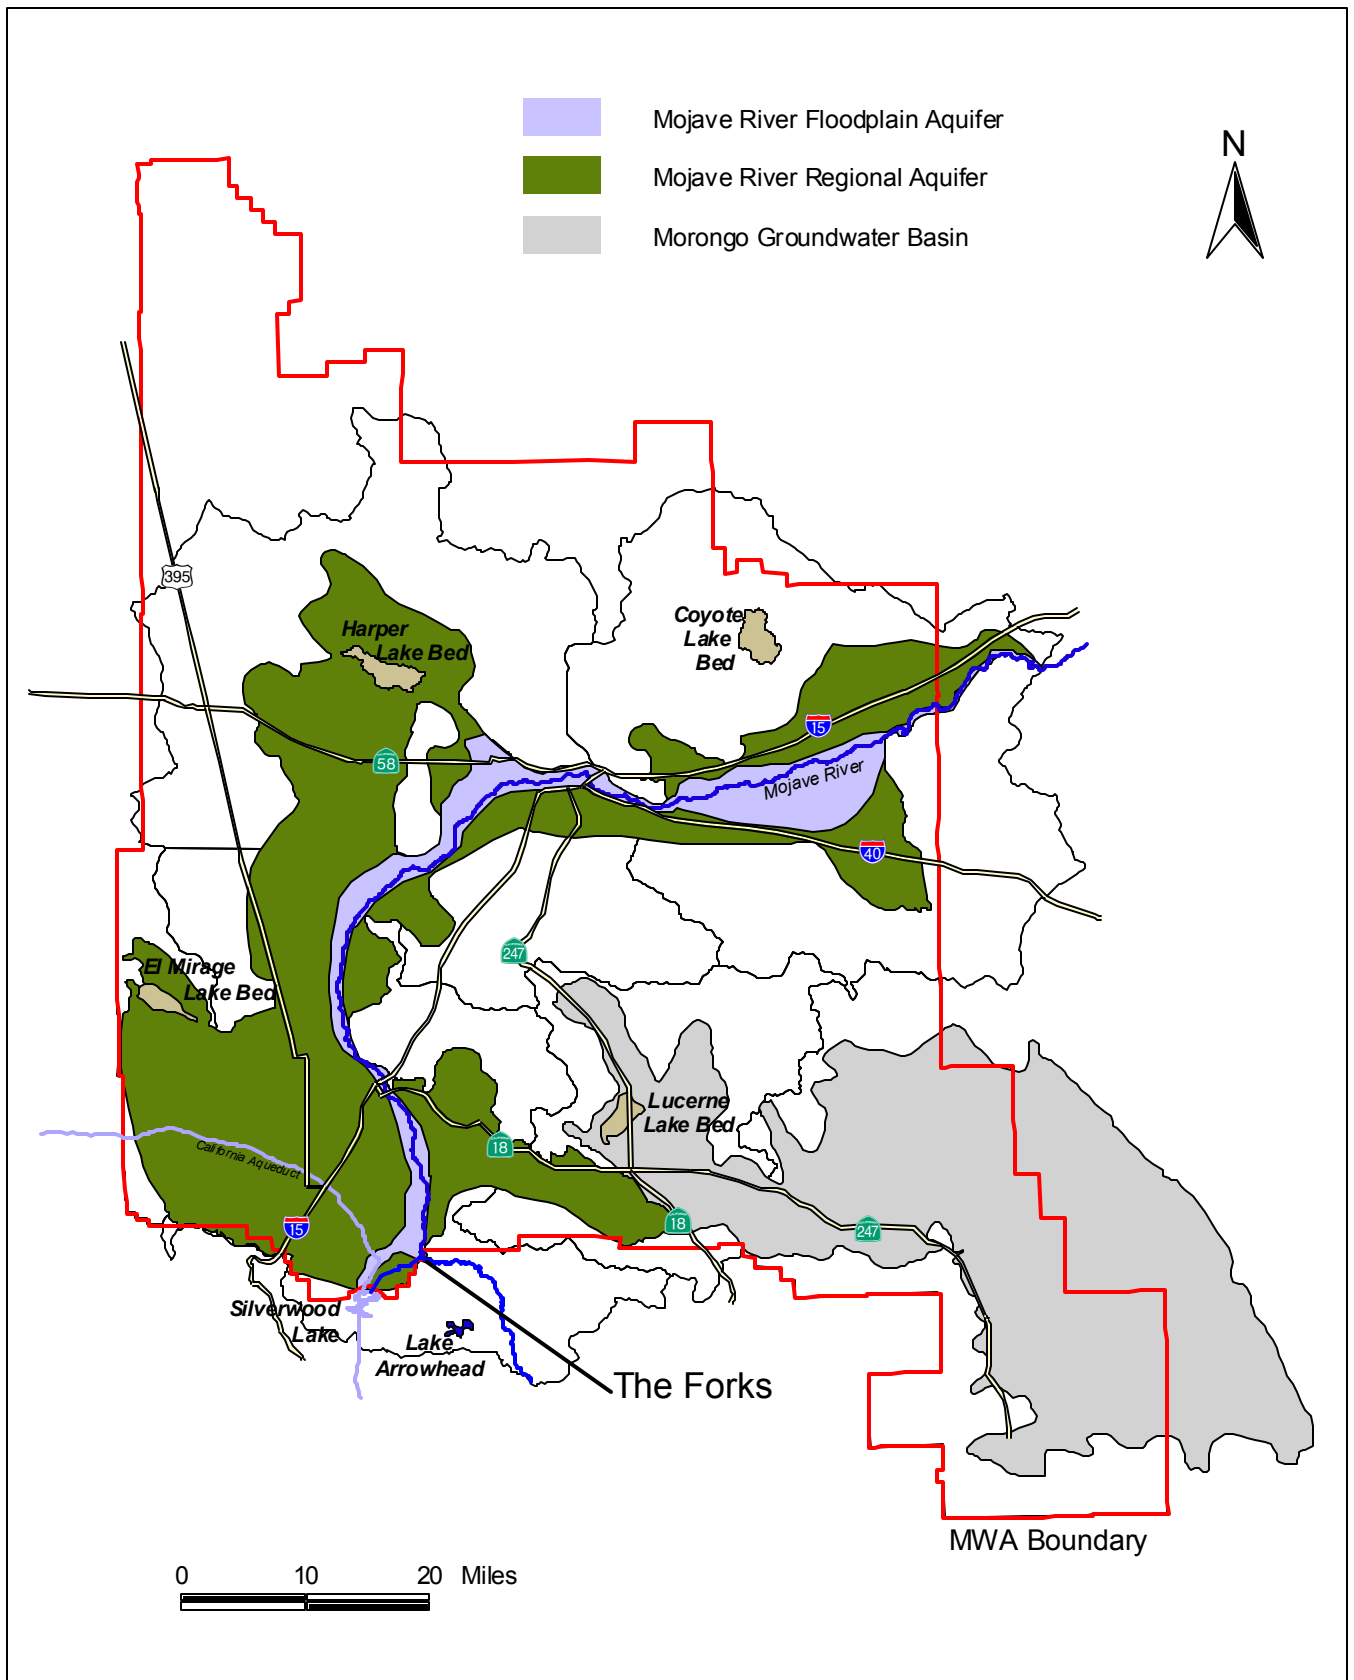 Mojave River Floodplain Aquifer
Mojave River Regional Aquifer
Morongo Groundwater Basin
N
395
Harper
Lake Bed
Coyote
Lake
Bed
15
58
Mojave River
40
247
El Mirage
Lake Bed
Lucerne
Lake Bed
California Aqueduct
18
15
18
247
Silverwood
Lake
Lake
Arrowhead
The Forks
MWA Boundary
0 10 20 Miles